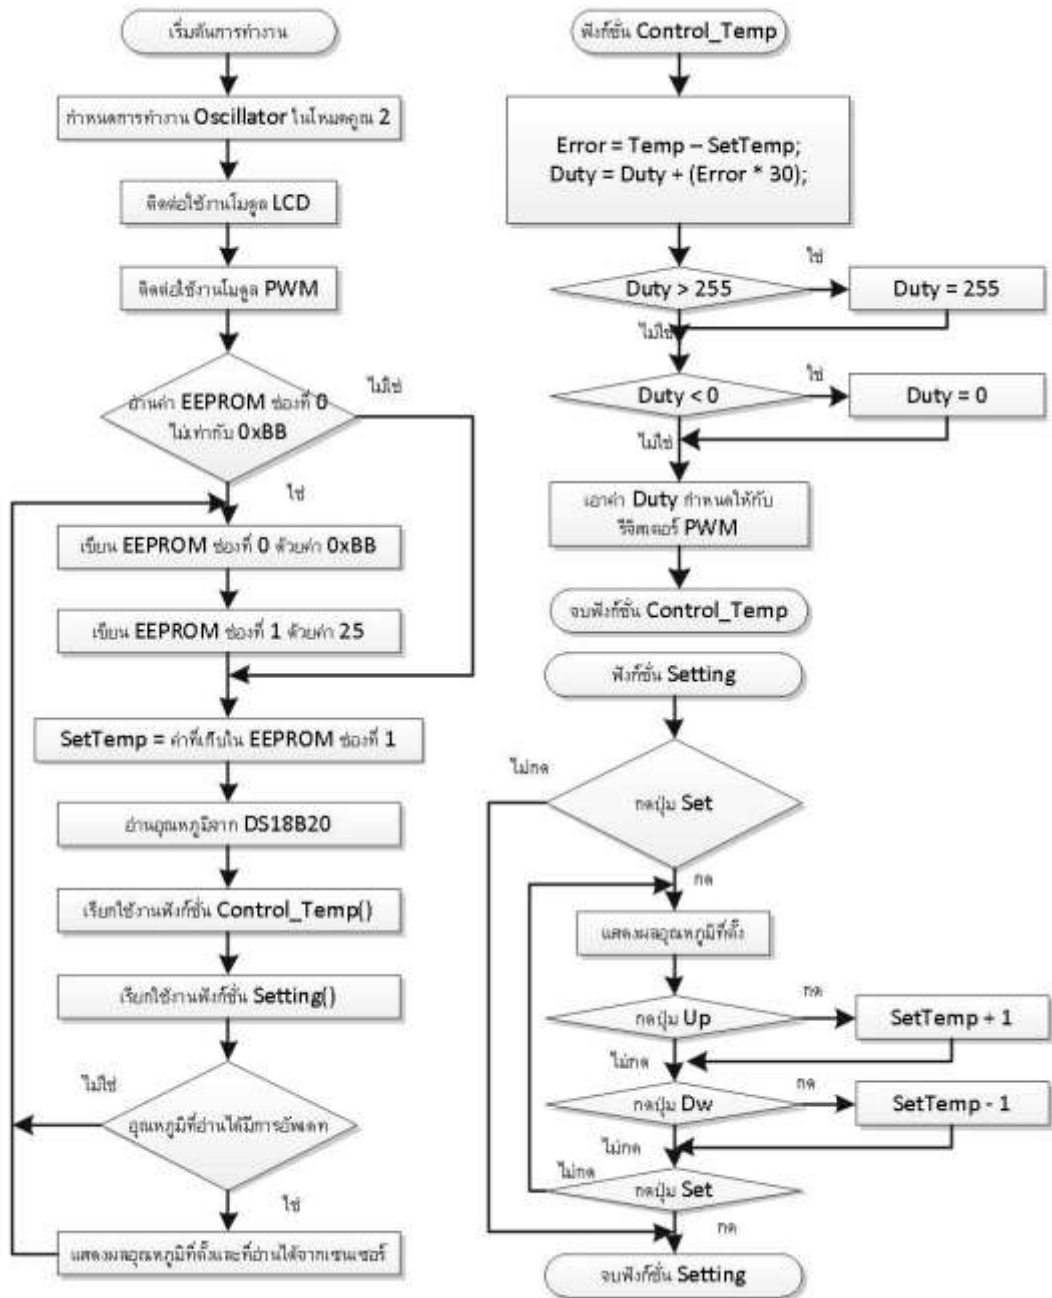 เริ่มต้นการทำงาน
กำหนดการทำงาน Oscillator ในโหมดคูณ 2
ติดต่อใช้งานโมดูล LCD
ติดต่อใช้งานโมดูล PWM
อ่านค่า EEPROM ช่องที่ 0
ไม่เท่ากับ 0xBB
ไม่ใช่
ใช่
เขียน EEPROM ช่องที่ 0 ด้วยค่า 0xBB
เขียน EEPROM ช่องที่ 1 ด้วยค่า 25
SetTemp = ค่าที่เก็บใน EEPROM ช่องที่ 1
อ่านอุณหภูมิจาก DS18B20
เรียกใช้งานฟังก์ชั่น Control_Temp()
เรียกใช้งานฟังก์ชั่น Setting()
ไม่ใช่
อุณหภูมิที่อ่านได้มีการอัพเดท
ใช่
แสดงผลอุณหภูมิที่ตั้งและที่อ่านได้จากเซนเซอร์
ฟังก์ชั่น Control_Temp
Error = Temp – SetTemp;
Duty = Duty + (Error * 30);
ใช่
Duty > 255
Duty = 255
ไม่ใช่
ใช่
Duty < 0
Duty = 0
ไม่ใช่
เอาค่า Duty กำหนดให้กับ
รีจิสเตอร์ PWM
จบฟังก์ชั่น Control_Temp
ฟังก์ชั่น Setting
ไม่กด
กดปุ่ม Set
กด
แสดงผลอุณหภูมิที่ตั้ง
กด
กดปุ่ม Up
SetTemp + 1
ไม่กด
กด
กดปุ่ม Dw
SetTemp - 1
ไม่กด
ไม่กด
กดปุ่ม Set
กด
จบฟังก์ชั่น Setting